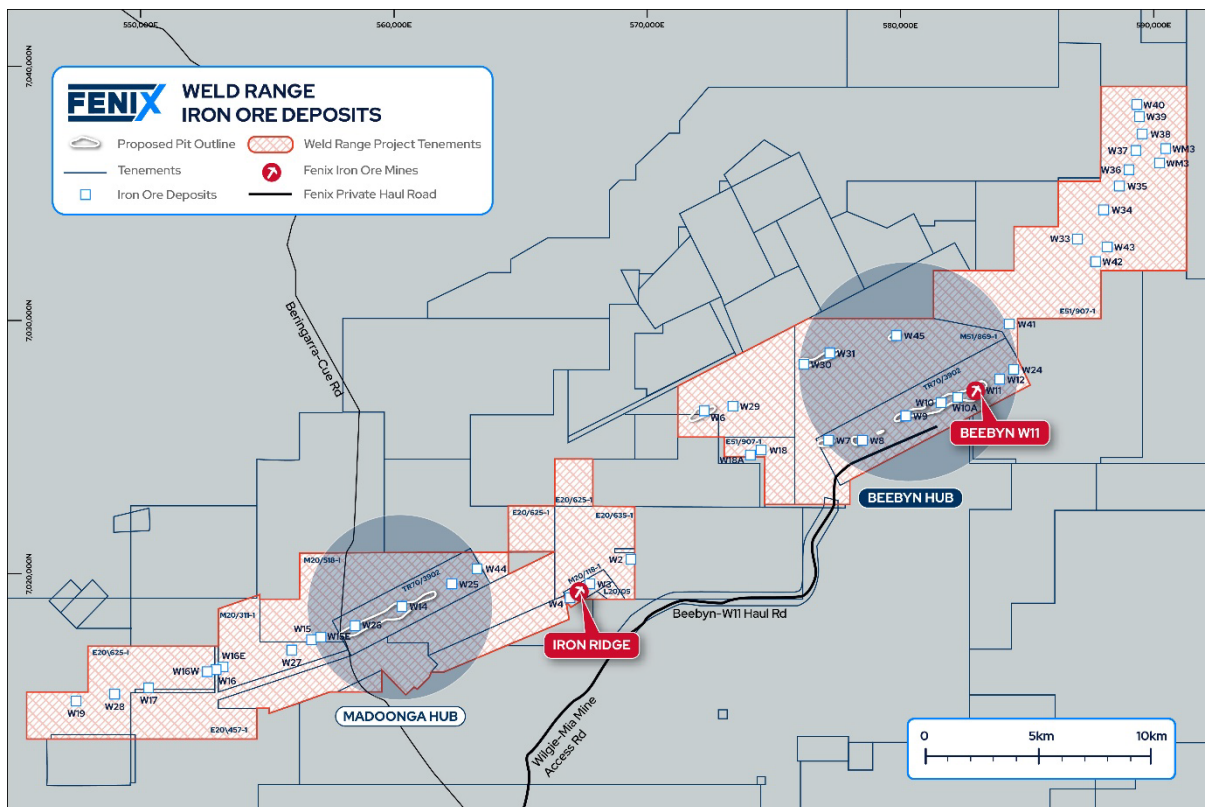 550,000E
560,000E
570,000E
580,000E
590,000E
7,040,000N
7,030,000N
7,020,000N
FENIX
WELD RANGE
IRON ORE DEPOSITS
Proposed Pit Outline
Weld Range Project Tenements
Tenements
Fenix Iron Ore Mines
Iron Ore Deposits
Fenix Private Haul Road
W40
W39
W38
W37
WM3
WM3
W36
W35
W34
W33
W43
W42
E51/907-1
W41
Beringarra-Cue Rd
W45
M51/869-1
W31
W30
TR70/3902
W24
W12
W11
W10
W10A
W9
W6
W29
BEEBYN W11
W7
W8
E51/907-1
W18
W18A
BEEBYN HUB
E20/625-1
E20/625-1
E20/635-1
M20/518-1
W2
W44
TR70/3902
W25
M20/118-1
W3
L20/05
W4
W14
Beebyn-W11 Haul Rd
M20/311-1
W26
W15
W15E
IRON RIDGE
W27
E20\625-1
W16E
W16W
W16
W17
W28
W19
MADOONGA HUB
E20\457-1
Wilgie-Mia Mine
Access Rd
0
5km
10km